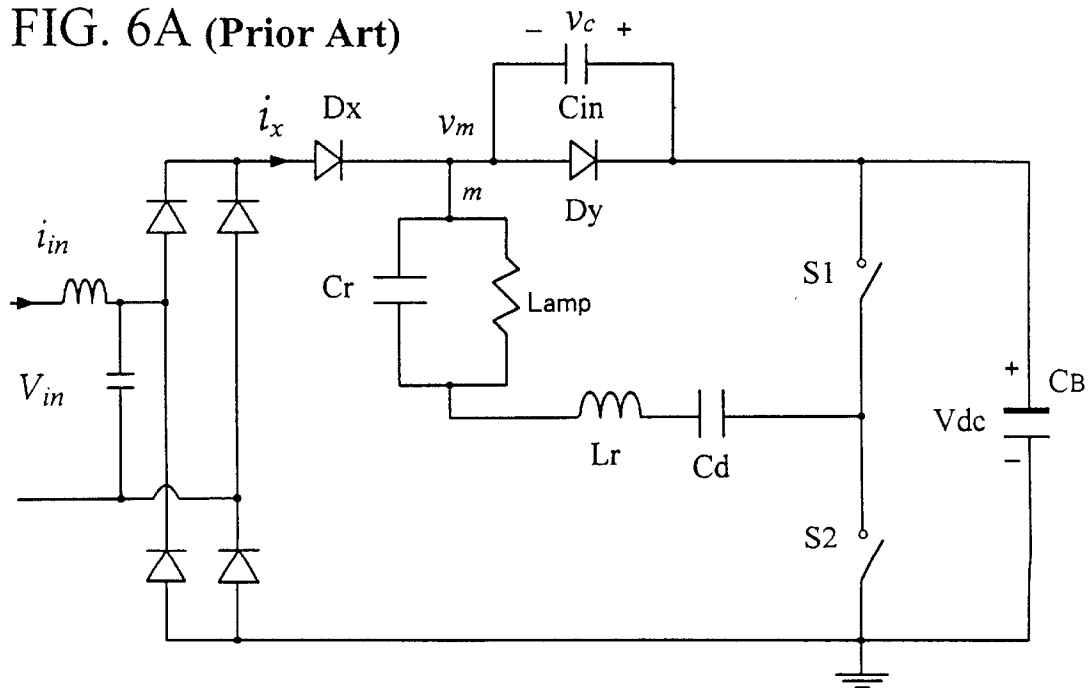 FIG. 6A (Prior Art)
− vc +
Cin
ix
Dx
vm
m
Dy
iin
Cr
Lamp
S1
Vin
Lr
Cd
+
Vdc
−
CB
S2